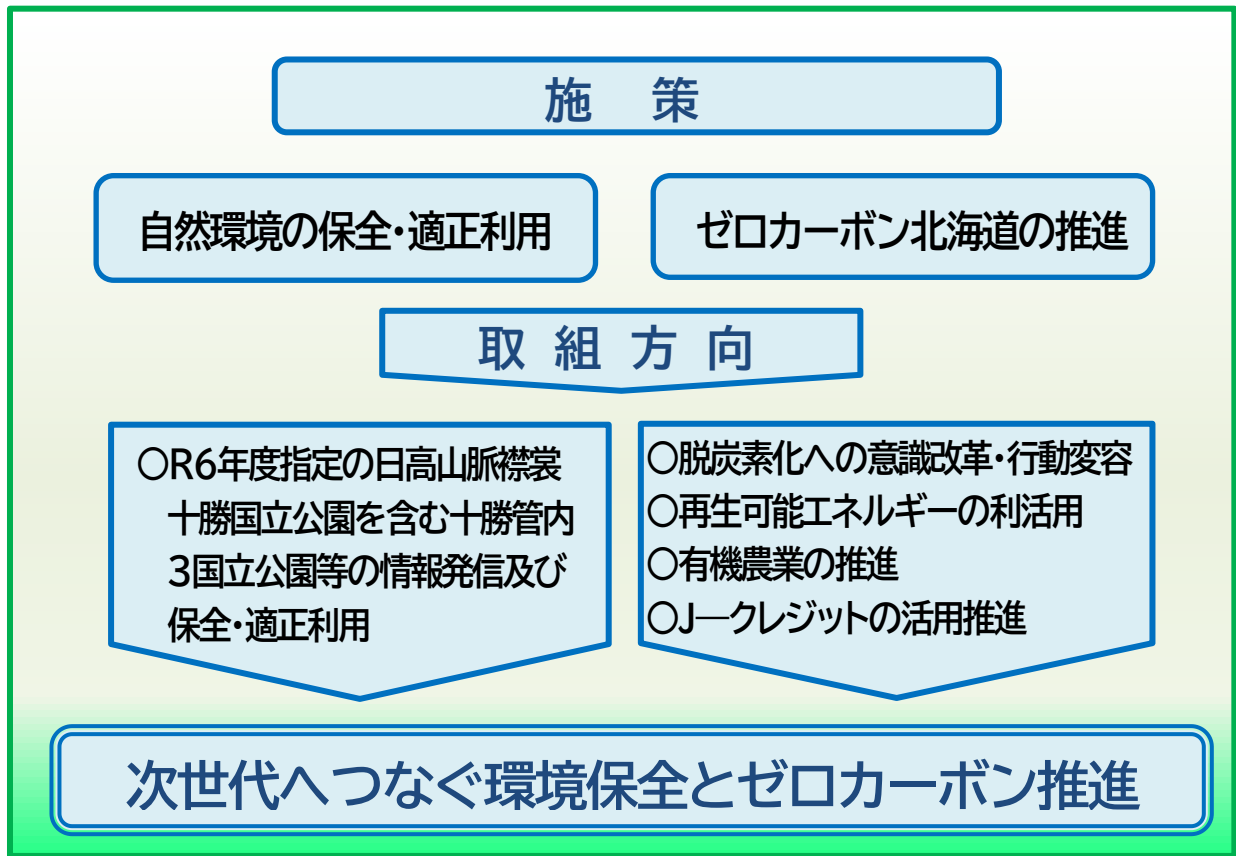 施　策
自然環境の保全・適正利用
ゼロカーボン北海道の推進
取 組 方 向
○R6年度指定の日高山脈襟裳
十勝国立公園を含む十勝管内
3国立公園等の情報発信及び
保全・適正利用
○脱炭素化への意識改革・行動変容
○再生可能エネルギーの利活用
○有機農業の推進
○J―クレジットの活用推進
次世代へつなぐ環境保全とゼロカーボン推進